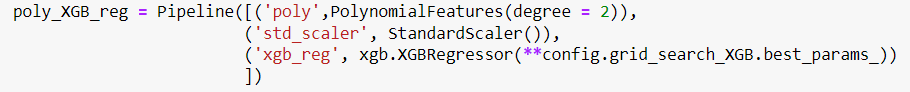 poly_XGB_reg = Pipeline([('poly',PolynomialFeatures(degree = 2)),
('std_scaler', StandardScaler()),
('xgb_reg', xgb.XGBRegressor(**config.grid_search_XGB.best_params_))
])